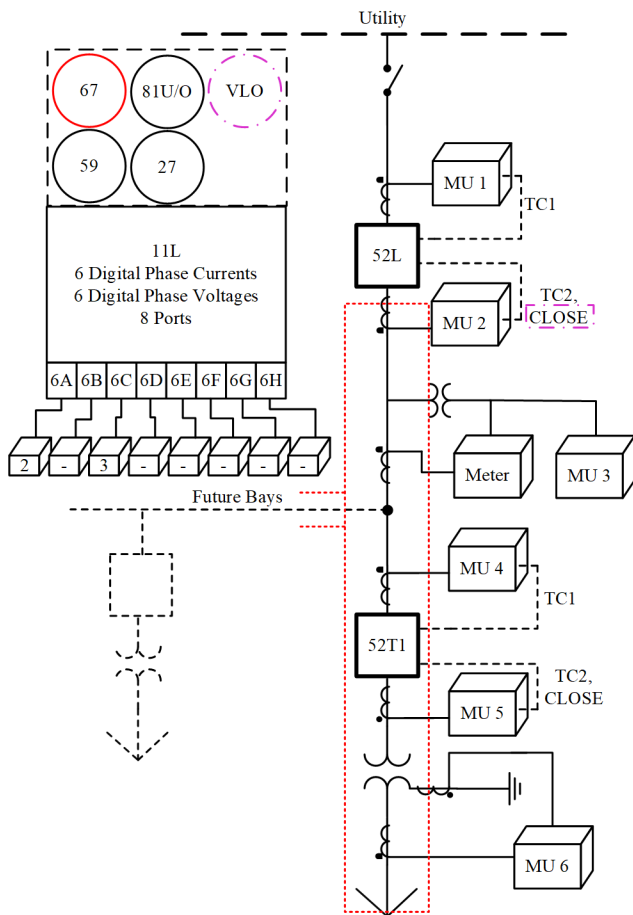 Utility
67
81U/O
VLO
59
27
MU 1
TC1
11L
6 Digital Phase Currents
6 Digital Phase Voltages
8 Ports
52L
TC2,
CLOSE
MU 2
6A
6B
6C
6D
6E
6F
6G
6H
2
-
3
-
-
-
-
-
Meter
MU 3
Future Bays
MU 4
TC1
52T1
TC2,
CLOSE
MU 5
MU 6